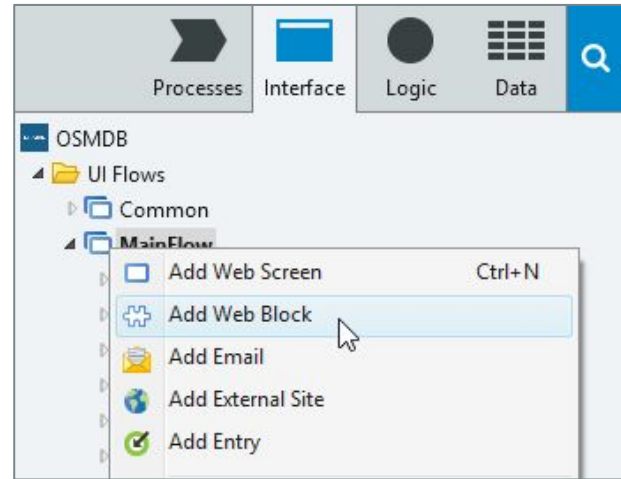 Processes Interface Logic Data
OSMDB
UI Flows
Common
MainFlow
Add Web Screen Ctrl+N
Add Web Block
Add Email
Add External Site
Add Entry